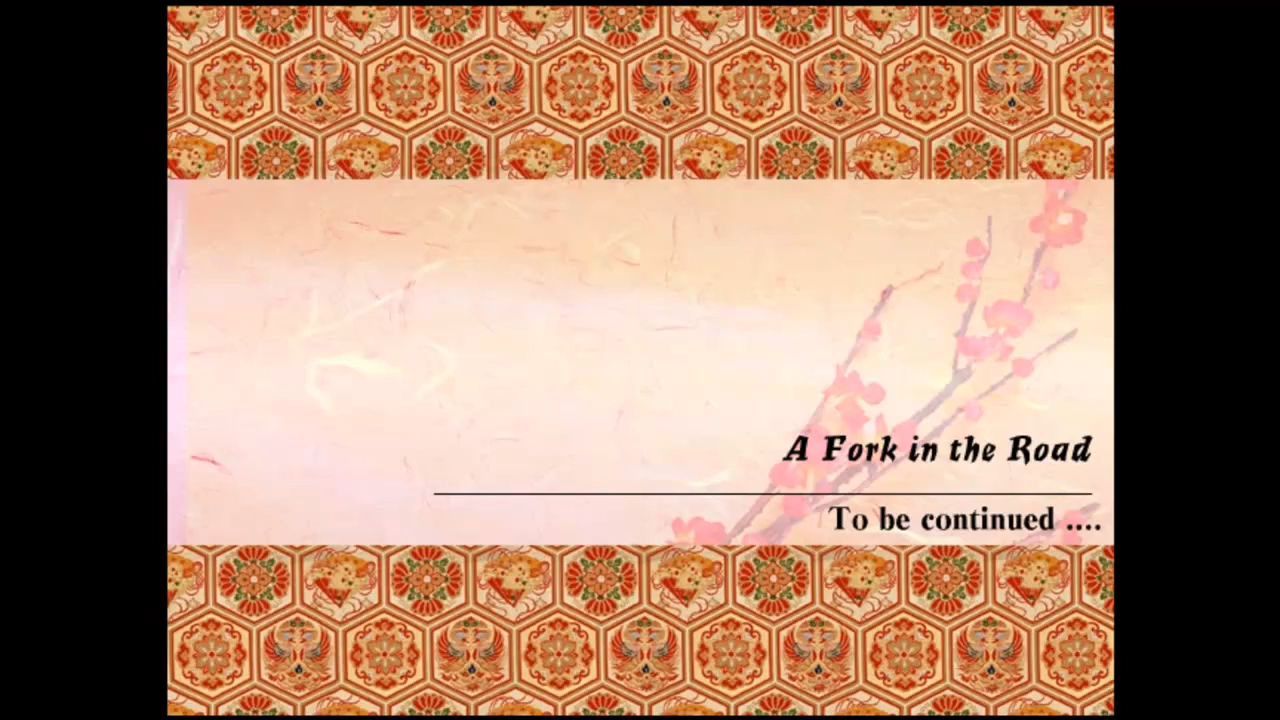 A Fork in the Road
To be continued ....